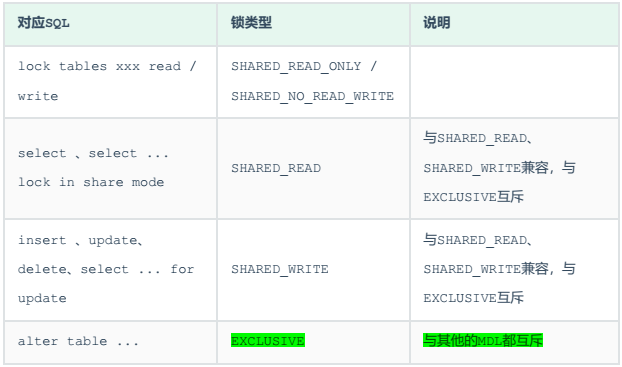 对应SQL 锁类型 说明
lock tables xxx read /
write
SHARED_READ_ONLY /
SHARED_NO_READ_WRITE
select 、select ...
lock in share mode
SHARED_READ
与SHARED_READ、
SHARED_WRITE兼容，与
EXCLUSIVE互斥
insert 、update、
delete、select ... for
update
SHARED_WRITE
与SHARED_READ、
SHARED_WRITE兼容，与
EXCLUSIVE互斥
alter table ... EXCLUSIVE 与其他的MDL都互斥